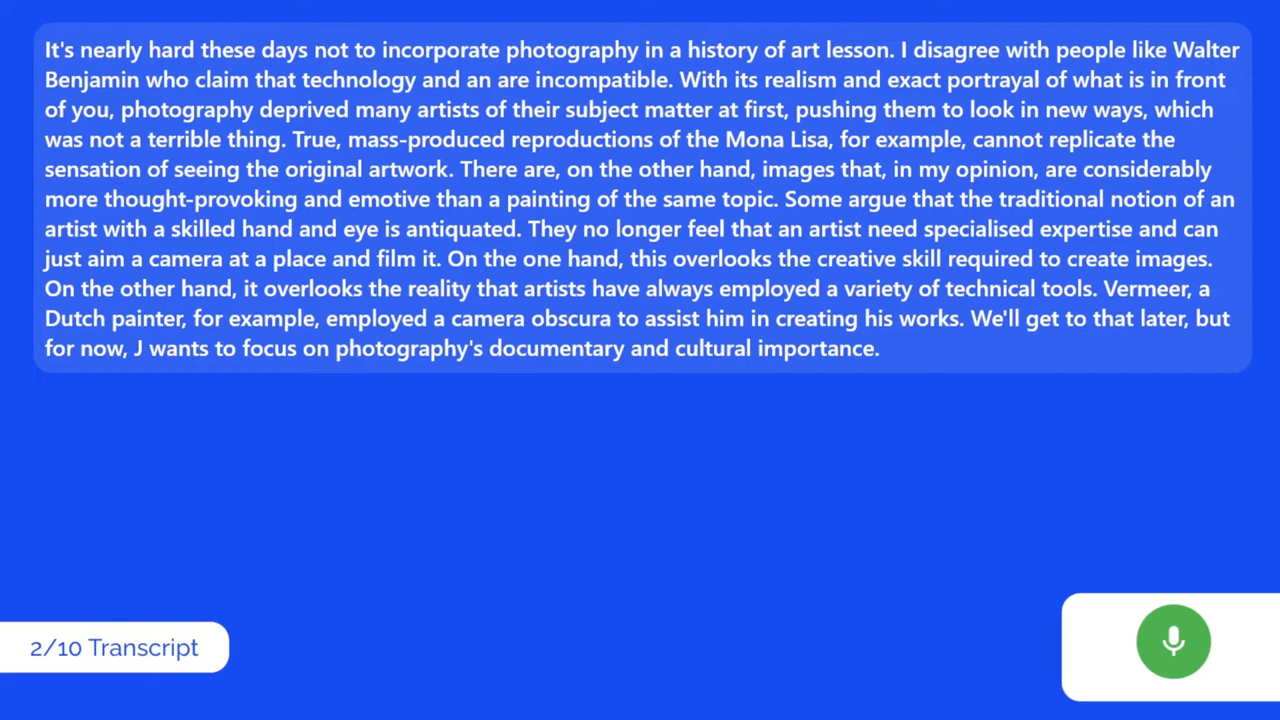 It's nearly hard these days not to incorporate photography in a history of art lesson. I disagree with people like Walter
Benjamin who claim that technology and an are incompatible. With its realism and exact portrayal of what is in front
of you, photography deprived many artists of their subject matter at first, pushing them to look in new ways, which
was not a terrible thing. True, mass-produced reproductions of the Mona Lisa, for example, cannot replicate the
sensation of seeing the original artwork. There are, on the other hand, images that, in my opinion, are considerably
more thought-provoking and emotive than a painting of the same topic. Some argue that the traditional notion of an
artist with a skilled hand and eye is antiquated. They no longer feel that an artist need specialised expertise and can
just aim a camera at a place and film it. On the one hand, this overlooks the creative skill required to create images.
On the other hand, it overlooks the reality that artists have always employed a variety of technical tools. Vermeer, a
Dutch painter, for example, employed a camera obscura to assist him in creating his works. We'll get to that later, but
for now, J wants to focus on photography's documentary and cultural importance.
2/10 Transcript